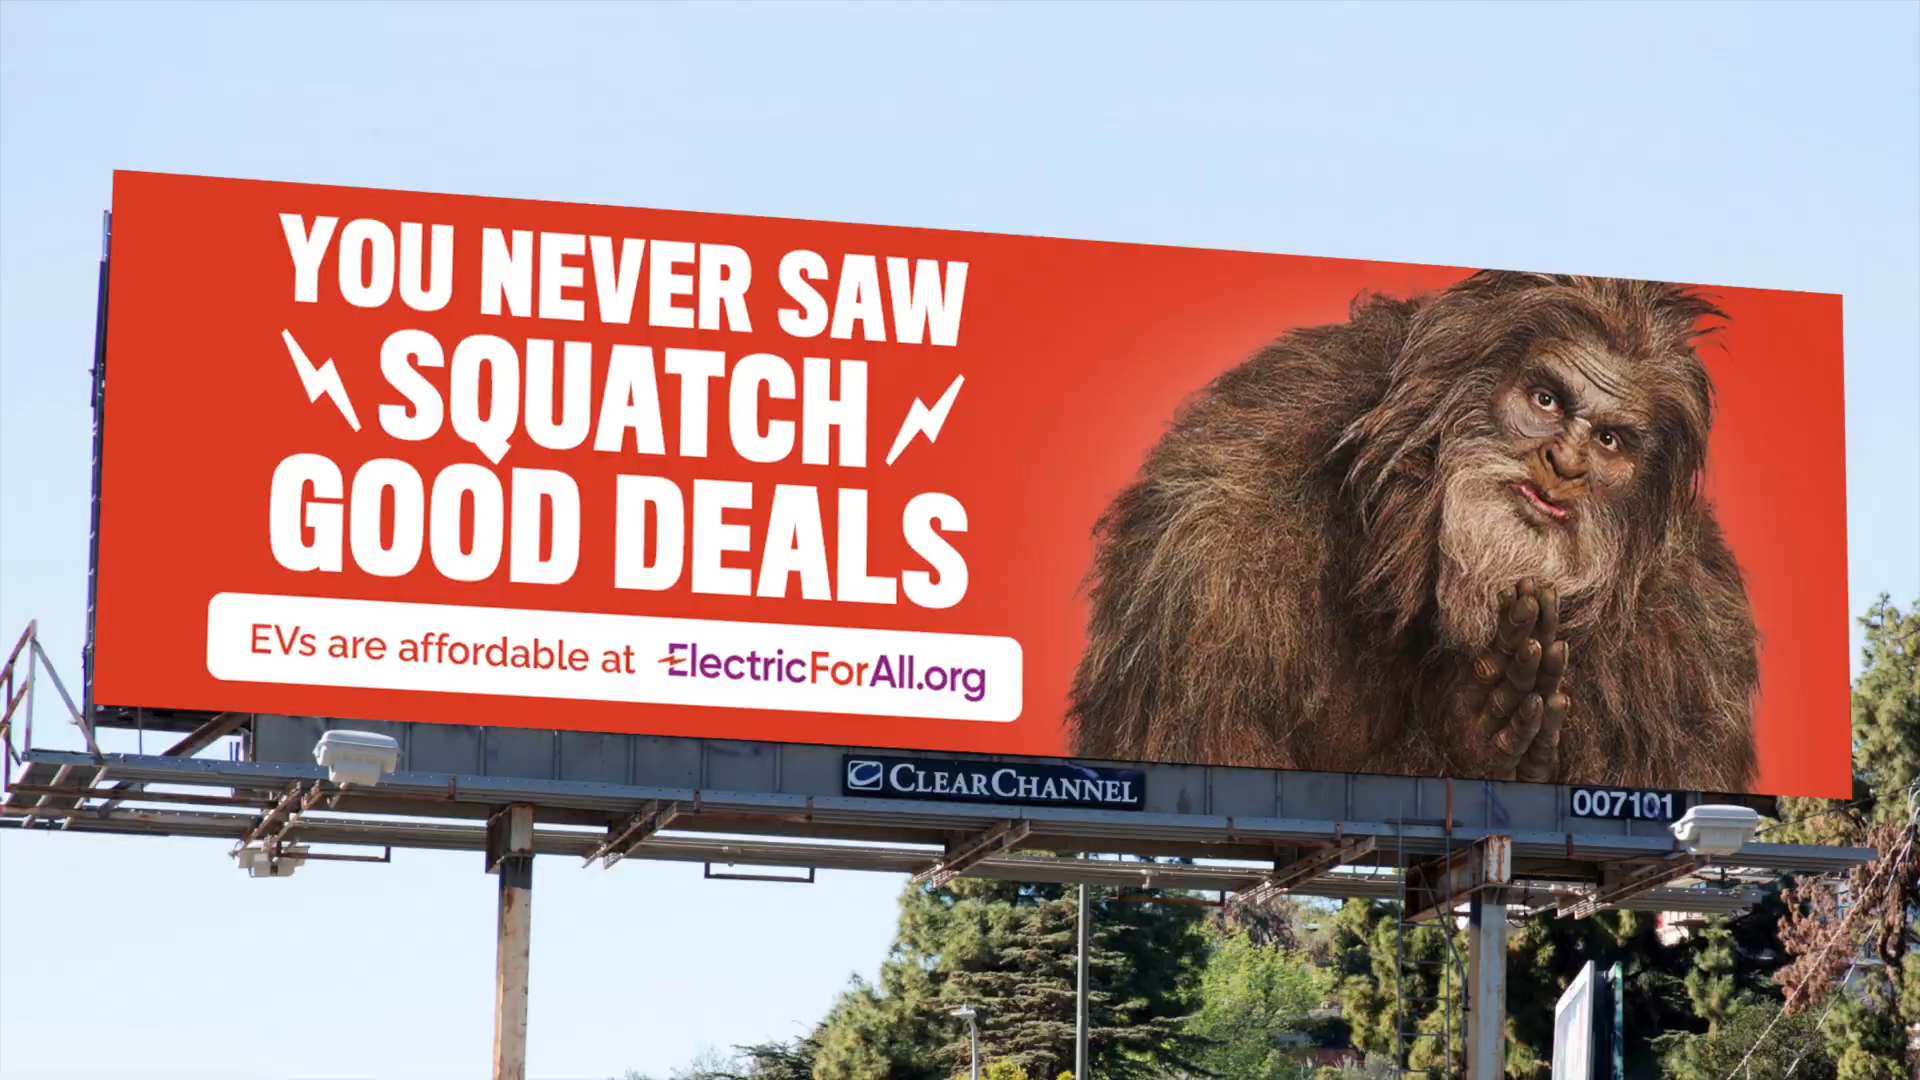 YOU NEVER SAW
SQUATCH
GOOD DEALS
EVs are affordable at ElectricForAll.org
CLEARCHANNEL
007101